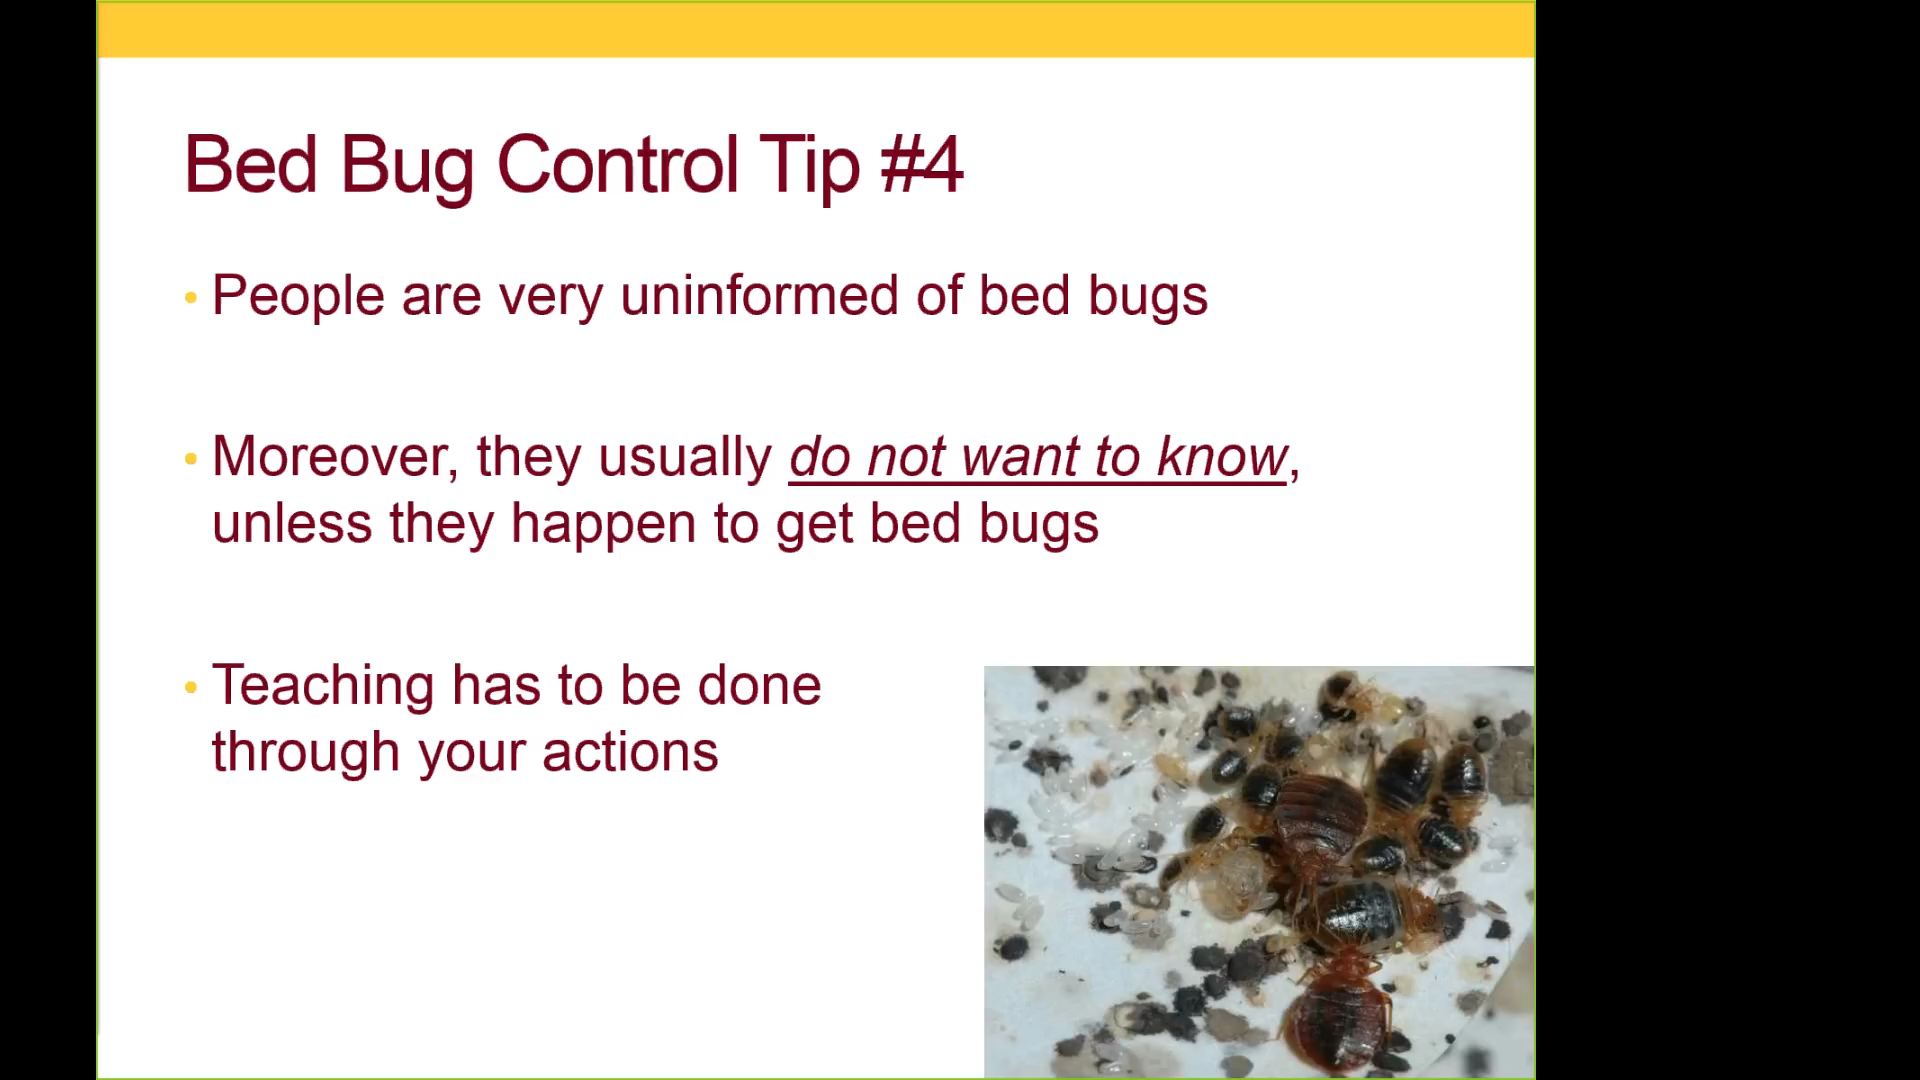 Bed Bug Control Tip #4
• People are very uninformed of bed bugs
• Moreover, they usually do not want to know,
unless they happen to get bed bugs
• Teaching has to be done
through your actions